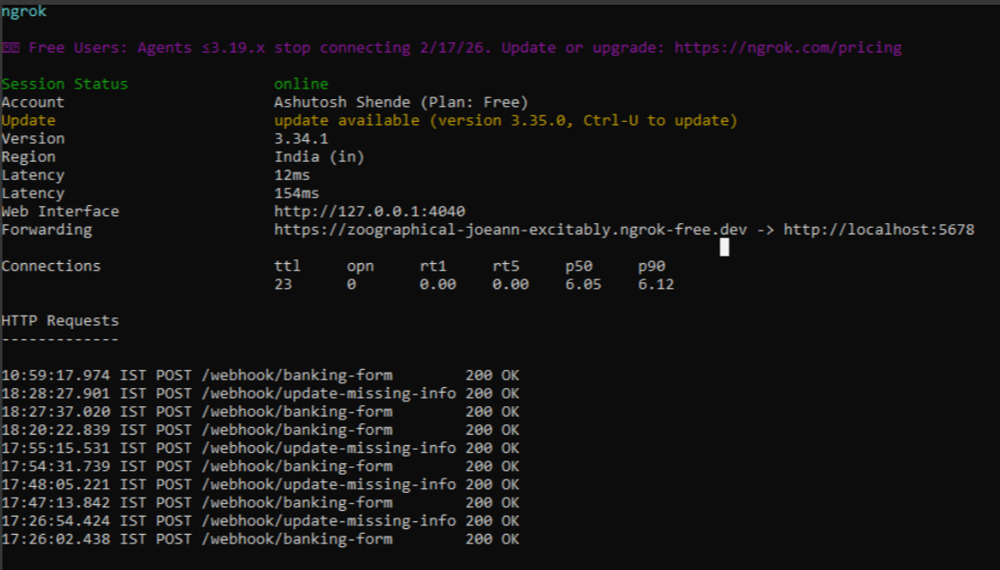 ngrok
Free Users: Agents ≤3.19.x stop connecting 2/17/26. Update or upgrade: https://ngrok.com/pricing
Session Status online
Account Ashutosh Shende (Plan: Free)
Update update available (version 3.35.0, Ctrl-U to update)
Version 3.34.1
Region India (in)
Latency 12ms
Latency 154ms
Web Interface http://127.0.0.1:4040
Forwarding https://zoographical-joeann-excitably.ngrok-free.dev -> http://localhost:5678
Connections ttl opn rt1 rt5 p50 p90
23 0 0.00 0.00 6.05 6.12
HTTP Requests
-------------
10:59:17.974 IST POST /webhook/banking-form 200 OK
18:28:27.901 IST POST /webhook/update-missing-info 200 OK
18:27:37.020 IST POST /webhook/banking-form 200 OK
18:20:22.839 IST POST /webhook/banking-form 200 OK
17:55:15.531 IST POST /webhook/update-missing-info 200 OK
17:54:31.739 IST POST /webhook/banking-form 200 OK
17:48:05.221 IST POST /webhook/update-missing-info 200 OK
17:47:13.842 IST POST /webhook/banking-form 200 OK
17:26:54.424 IST POST /webhook/update-missing-info 200 OK
17:26:02.438 IST POST /webhook/banking-form 200 OK